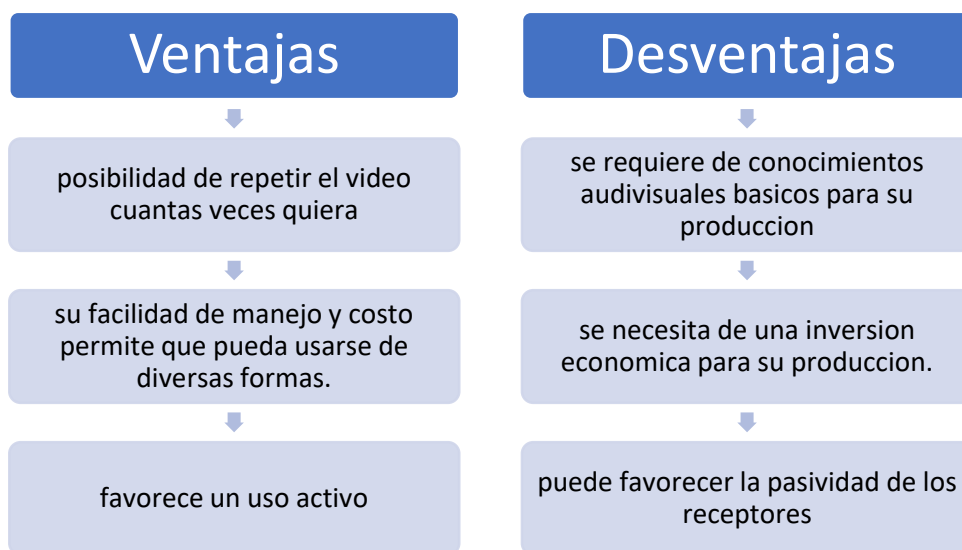 Ventajas
posibilidad de repetir el video
cuantas veces quiera
su facilidad de manejo y costo
permite que pueda usarse de
diversas formas.
favorece un uso activo
Desventajas
se requiere de conocimientos
audivisuales basicos para su
produccion
se necesita de una inversion
economica para su produccion.
puede favorecer la pasividad de los
receptores